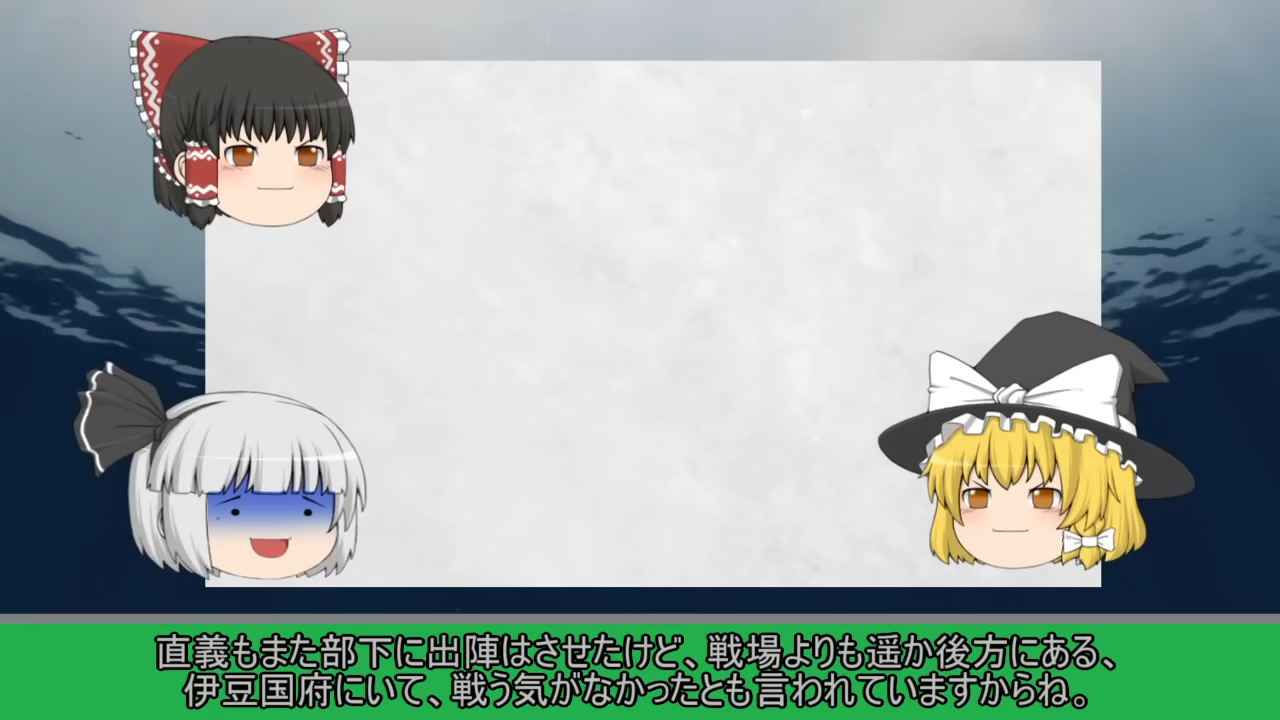 直義もまた部下に出陣はさせたけど、戦場よりも遥か後方にある、
伊豆国府にいて、戦う気がなかったとも言われていますからね。